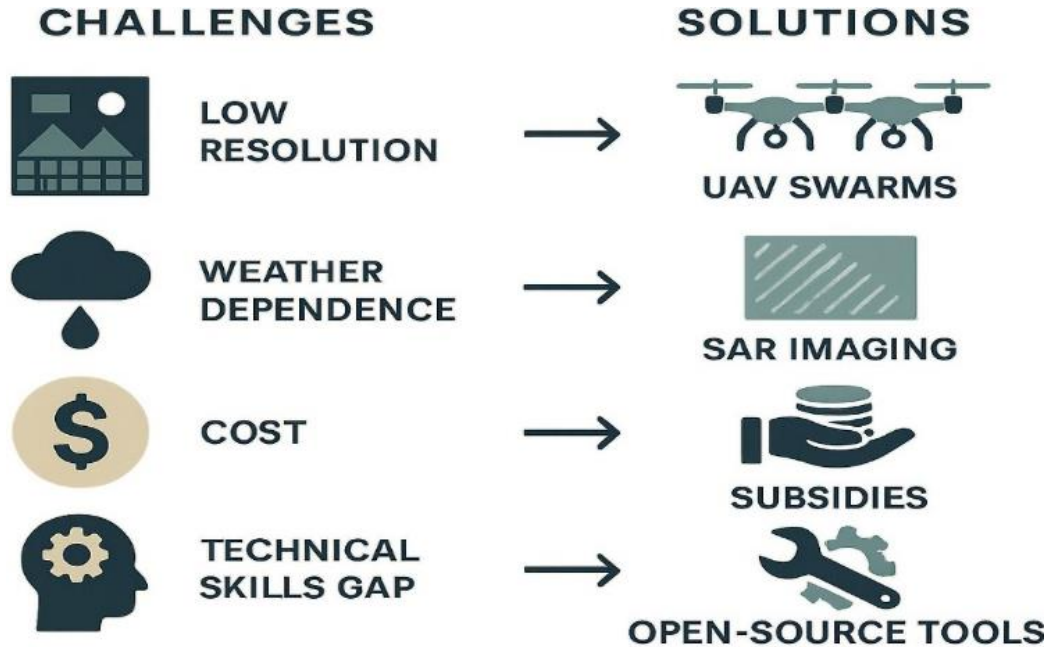 CHALLENGES
SOLUTIONS
LOW
RESOLUTION
UAV SWARMS
WEATHER
DEPENDENCE
SAR IMAGING
$
COST
SUBSIDIES
TECHNICAL
SKILLS GAP
OPEN-SOURCE TOOLS